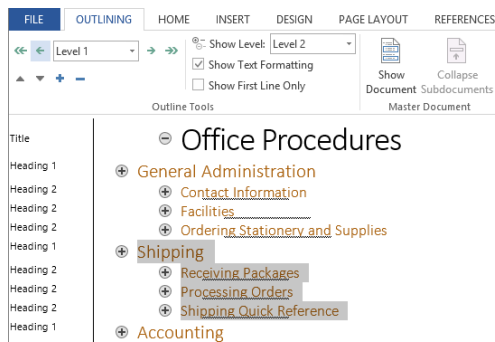 FILE OUTLINING HOME INSERT DESIGN PAGE LAYOUT REFERENCES
Level 1 Show Level: Level 2
Show Text Formatting
Show First Line Only
Show Document
Collapse Subdocuments
Outline Tools Master Document
Title Office Procedures
Heading 1 General Administration
Heading 2 Contact Information
Heading 2 Facilities
Heading 2 Ordering Stationery and Supplies
Heading 1 Shipping
Heading 2 Receiving Packages
Heading 2 Processing Orders
Heading 2 Shipping Quick Reference
Heading 1 Accounting